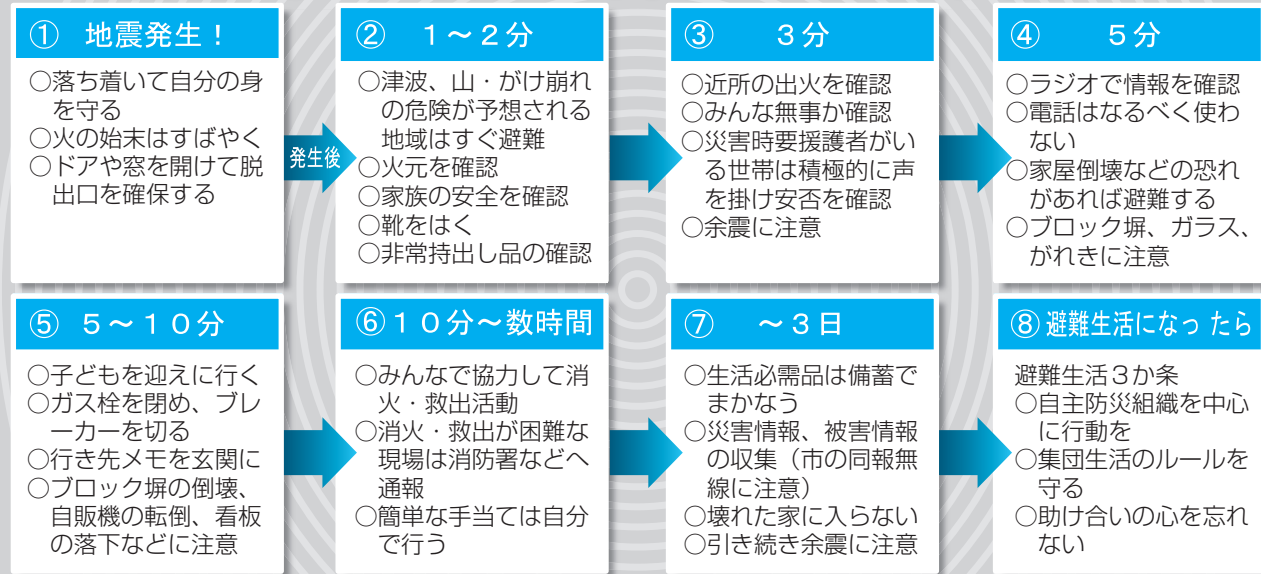 ① 地震発生！
○落ち着いて自分の身
を守る
○火の始末はすばやく
○ドアや窓を開けて脱
出口を確保する
発生後
② １～２分
○津波、山・がけ崩れ
の危険が予想される
地域はすぐ避難
○火元を確認
○家族の安全を確認
○靴をはく
○非常持出し品の確認
③ ３分
○近所の出火を確認
○みんな無事か確認
○災害時要援護者がい
る世帯は積極的に声
を掛け安否を確認
○余震に注意
④ ５分
○ラジオで情報を確認
○電話はなるべく使わ
ない
○家屋倒壊などの恐れ
があれば避難する
○ブロック塀、ガラス、
がれきに注意
⑤ ５～１０分
○子どもを迎えに行く
○ガス栓を閉め、ブレ
ーカーを切る
○行き先メモを玄関に
○ブロック塀の倒壊、
自販機の転倒、看板
の落下などに注意
⑥１０分～数時間
○みんなで協力して消
火・救出活動
○消火・救出が困難な
現場は消防署などへ
通報
○簡単な手当ては自分
で行う
⑦ ～３日
○生活必需品は備蓄で
まかなう
○災害情報、被害情報
の収集（市の同報無
線に注意）
○壊れた家に入らない
○引き続き余震に注意
⑧避難生活になったら
避難生活３か条
○自主防災組織を中心
に行動を
○集団生活のルールを
守る
○助け合いの心を忘れ
ない